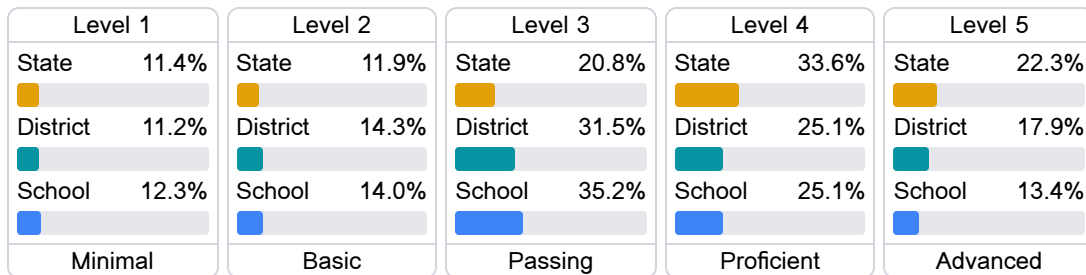 Level 1
State 11.4%
District 11.2%
School 12.3%
Minimal
Level 2
State 11.9%
District 14.3%
School 14.0%
Basic
Level 3
State 20.8%
District 31.5%
School 35.2%
Passing
Level 4
State 33.6%
District 25.1%
School 25.1%
Proficient
Level 5
State 22.3%
District 17.9%
School 13.4%
Advanced